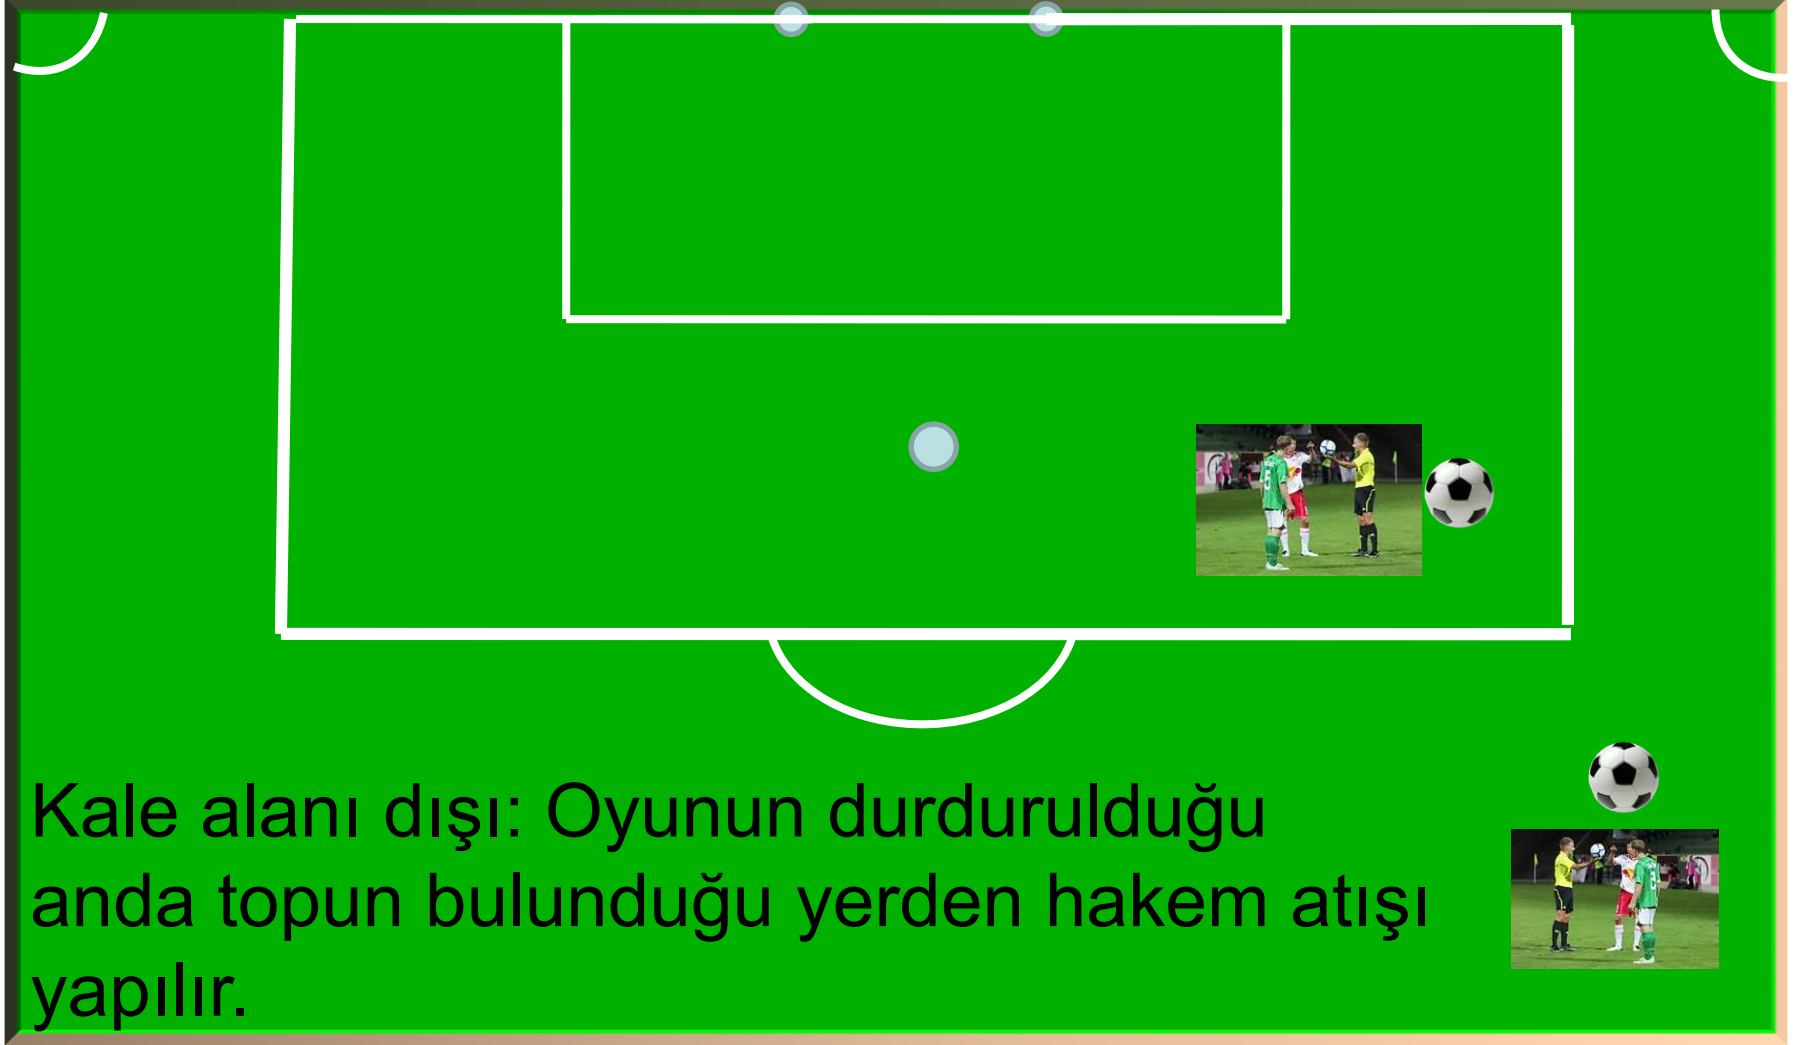 Kale alanı dışı: Oyunun durdurulduğu
anda topun bulunduğu yerden hakem atışı
yapılır.